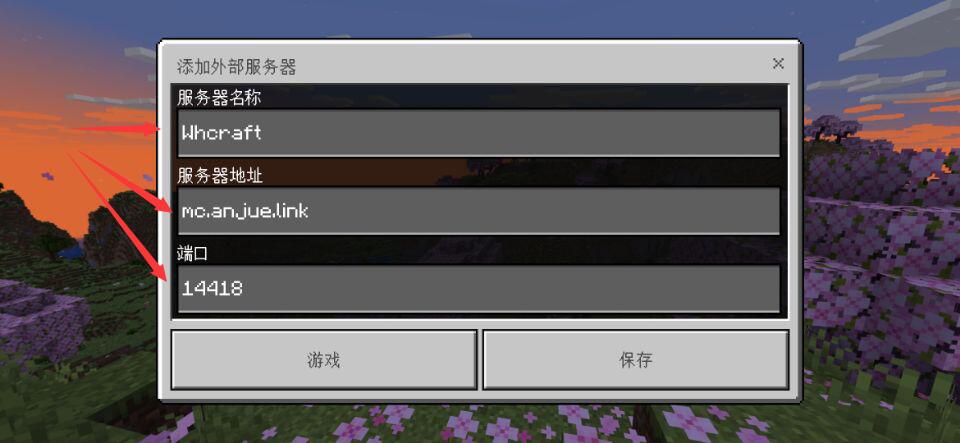 添加外部服务器
服务器名称
Whcraft
服务器地址
mc.anjue.link
端口
14418
游戏
保存